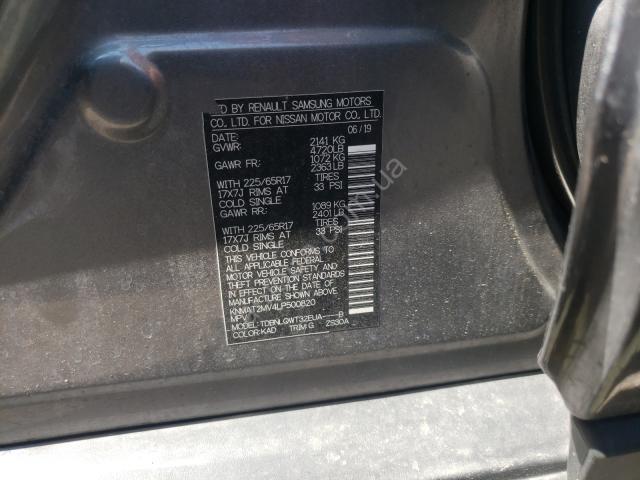 D BY RENAULT SAMSUNG MOTORS
CO., LTD. FOR NISSAN MOTOR CO., LTD.
DATE: 06/19
GVWR: 2141 KG
4720LB
GAWR FR: 1072 KG
2363 LB
WITH 225/65R17 TIRES
17X7J RIMS AT 33 PSI
COLD SINGLE
GAWR RR: 1089 KG
2401 LB
WITH 225/65R17 TIRES
17X7J RIMS AT 33 PSI
COLD SINGLE
THIS VEHICLE CONFORMS TO
ALL APPLICABLE FEDERAL
MOTOR VEHICLE SAFETY AND
THEFT PREVENTION STANDARDS
IN EFFECT ON THE DATE OF
MANUFACTURE SHOWN ABOVE.
KNMAT2MV4LP500820
MPV
MODEL: TDBNLQWT32EUA----B
COLOR:KAD TRIM:G ZS30A